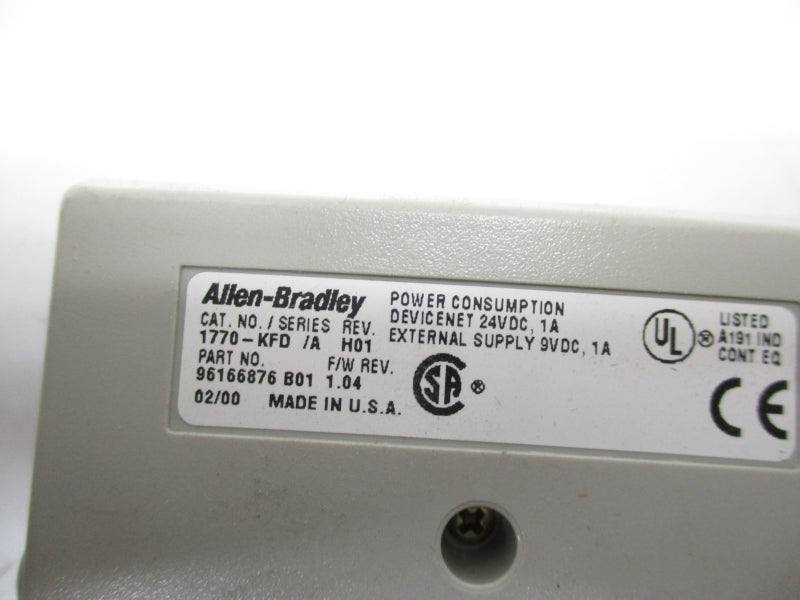 Allen-Bradley
CAT. NO. / SERIES REV.
1770-KFD /A H01
PART NO. F/W REV.
96166876 B01 1.04
02/00 MADE IN U.S.A.
POWER CONSUMPTION
DEVICENET 24VDC, 1A
EXTERNAL SUPPLY 9VDC, 1A
SA ®
UL ®
LISTED
A191 IND
CONT EQ
CE